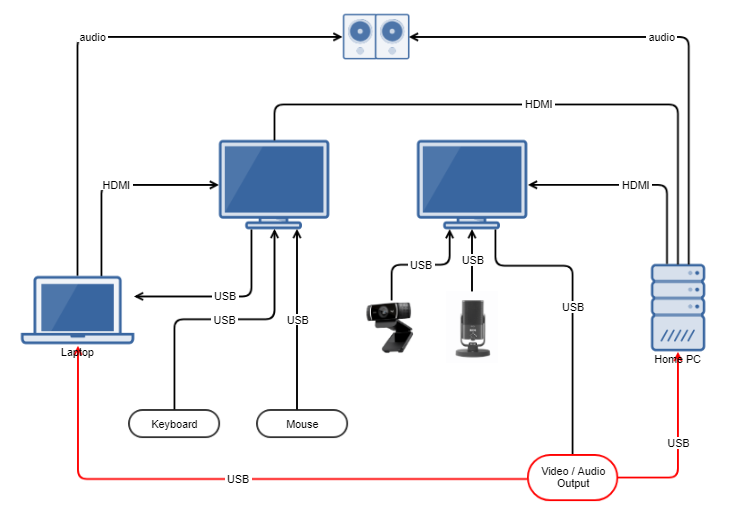 audio
audio
HDMI
HDMI
HDMI
USB
USB
USB
USB
USB
USB
Laptop
Home PC
Keyboard
Mouse
USB
Video / Audio
Output
USB